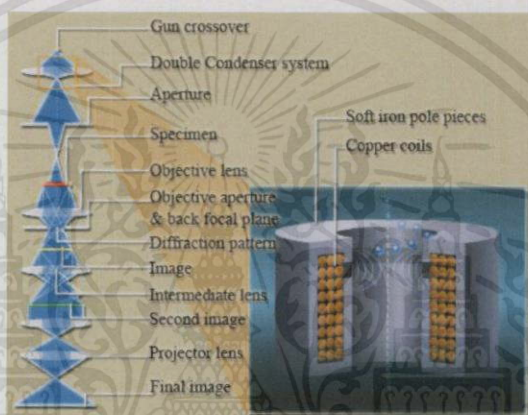 Gun crossover
Double Condenser system
Aperture
Specimen
Objective lens
Objective aperture
& back focal plane
Diffraction pattern
Image
Intermediate lens
Second image
Projector lens
Final image
Soft iron pole pieces
Copper coils